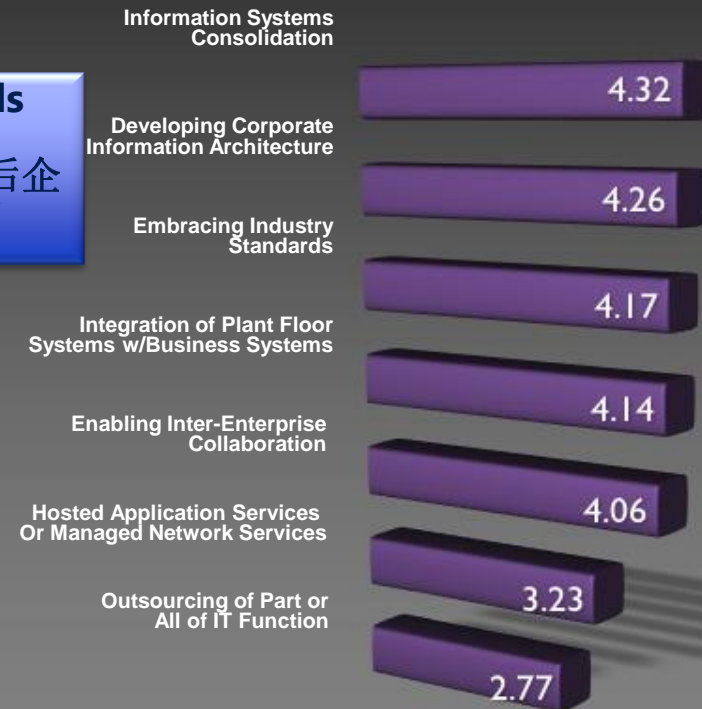 Information Systems
Consolidation
4.32
后企
Developing Corporate
Information Architecture
4.26
Embracing Industry
Standards
4.17
Integration of Plant Floor
Systems w/Business Systems
4.14
Enabling Inter-Enterprise
Collaboration
4.06
Hosted Application Services
Or Managed Network Services
3.23
Outsourcing of Part or
All of IT Function
2.77